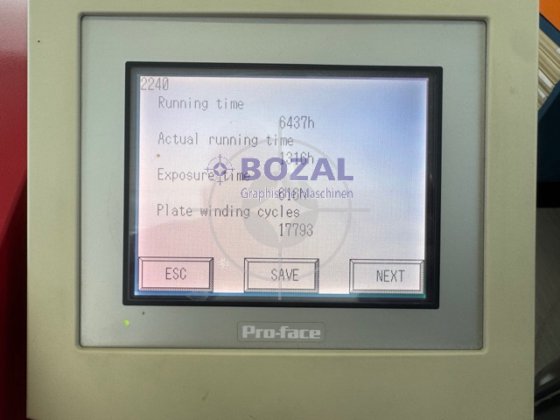 2240
Running time
6437h
Actual running time
1316h
BOZAL
Exposure time
Graphische Maschinen
Plate winding cycles
17793
ESC SAVE NEXT
Pro-face